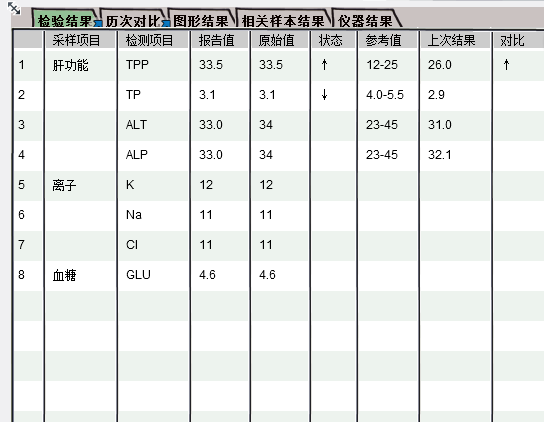 检验结果 历次对比 图形结果 相关样本结果 仪器结果
采样项目 检测项目 报告值 原始值 状态 参考值 上次结果 对比
1 肝功能 TPP 33.5 33.5 ↑ 12-25 26.0 ↑
2 TP 3.1 3.1 ↓ 4.0-5.5 2.9
3 ALT 33.0 34 23-45 31.0
4 ALP 33.0 34 23-45 32.1
5 离子 K 12 12
6 Na 11 11
7 Cl 11 11
8 血糖 GLU 4.6 4.6